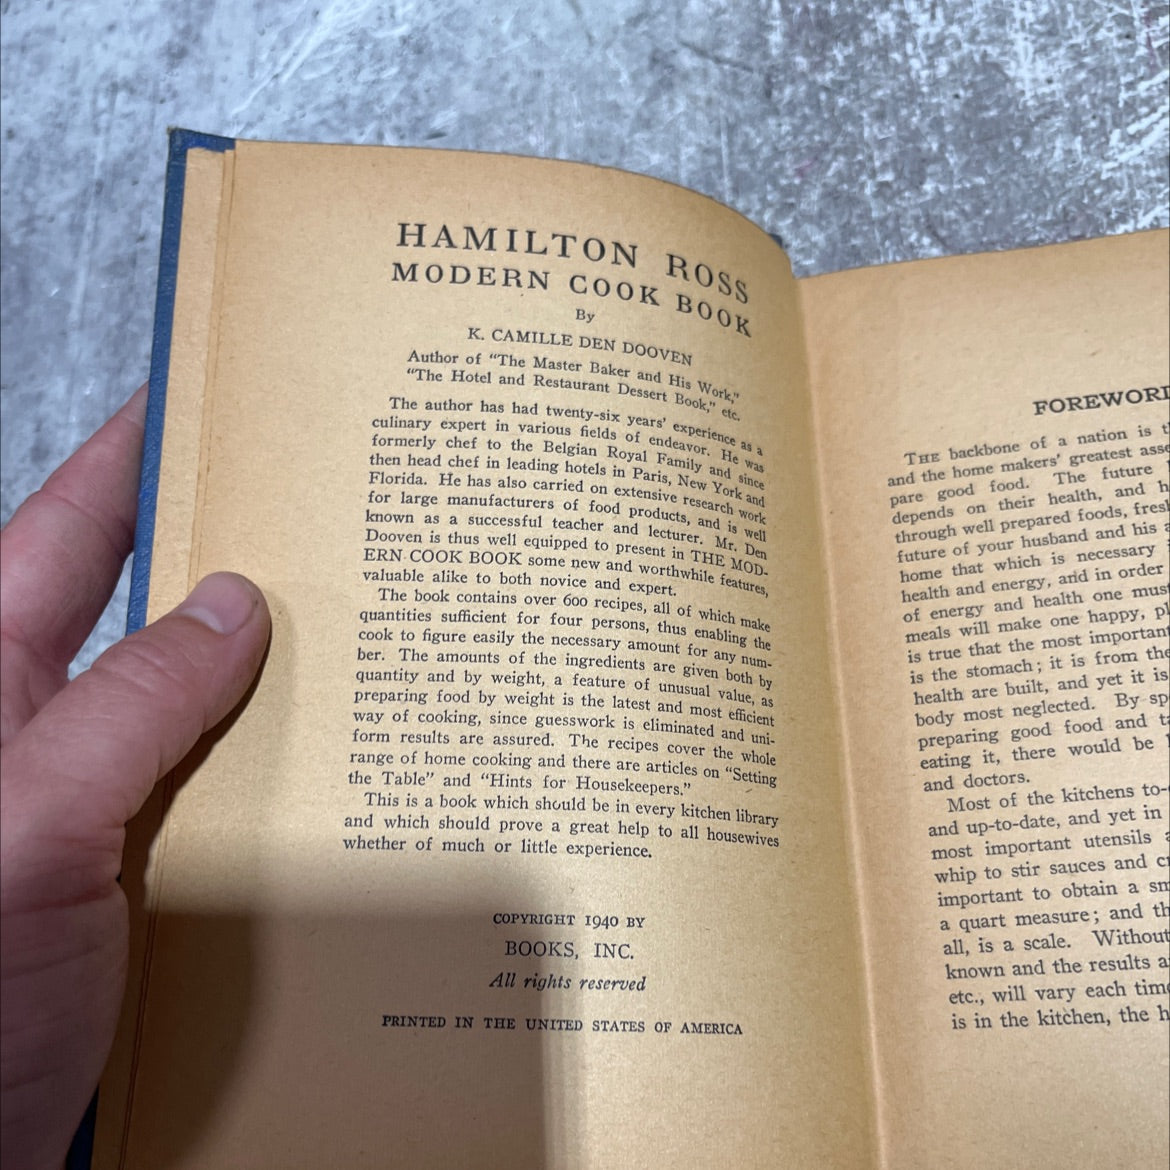 HAMILTON ROSS
MODERN COOK BOOK
By
K. CAMILLE DEN DOOVEN
Author of "The Master Baker and His Work,"
"The Hotel and Restaurant Dessert Book," etc.
The author has had twenty-six years' experience as a
culinary expert in various fields of endeavor. He was
formerly chef to the Belgian Royal Family and since
then head chef in leading hotels in Paris, New York and
Florida. He has also carried on extensive research work
for large manufacturers of food products, and is well
known as a successful teacher and lecturer. Mr. Den
Dooven is thus well equipped to present in THE MOD-
ERN COOK BOOK some new and worthwhile features,
valuable alike to both novice and expert.
The book contains over 600 recipes, all of which make
quantities sufficient for four persons, thus enabling the
cook to figure easily the necessary amount for any num-
ber. The amounts of the ingredients are given both by
quantity and by weight, a feature of unusual value, as
preparing food by weight is the latest and most efficient
way of cooking, since guesswork is eliminated and uni-
form results are assured. The recipes cover the whole
range of home cooking and there are articles on "Setting
the Table" and "Hints for Housekeepers."
This is a book which should be in every kitchen library
and which should prove a great help to all housewives
whether of much or little experience.
COPYRIGHT 1940 BY
BOOKS, INC.
All rights reserved
PRINTED IN THE UNITED STATES OF AMERICA
FOREWORD
THE backbone of a nation is
and the home makers' greatest
pare good food. The future
depends on their health, and
through well prepared foods,
future of your husband and his
home that which is necessary
health and energy, and in order
of energy and health one must
meals will make one happy,
is true that the most important
is the stomach; it is from the
health are built, and yet it is
body most neglected. By
preparing good food and
eating it, there would be
and doctors.
Most of the kitchens to-
and up-to-date, and yet in
most important utensils
whip to stir sauces and
important to obtain a
a quart measure; and
all, is a scale. Without
known and the results
etc., will vary each time
is in the kitchen, the